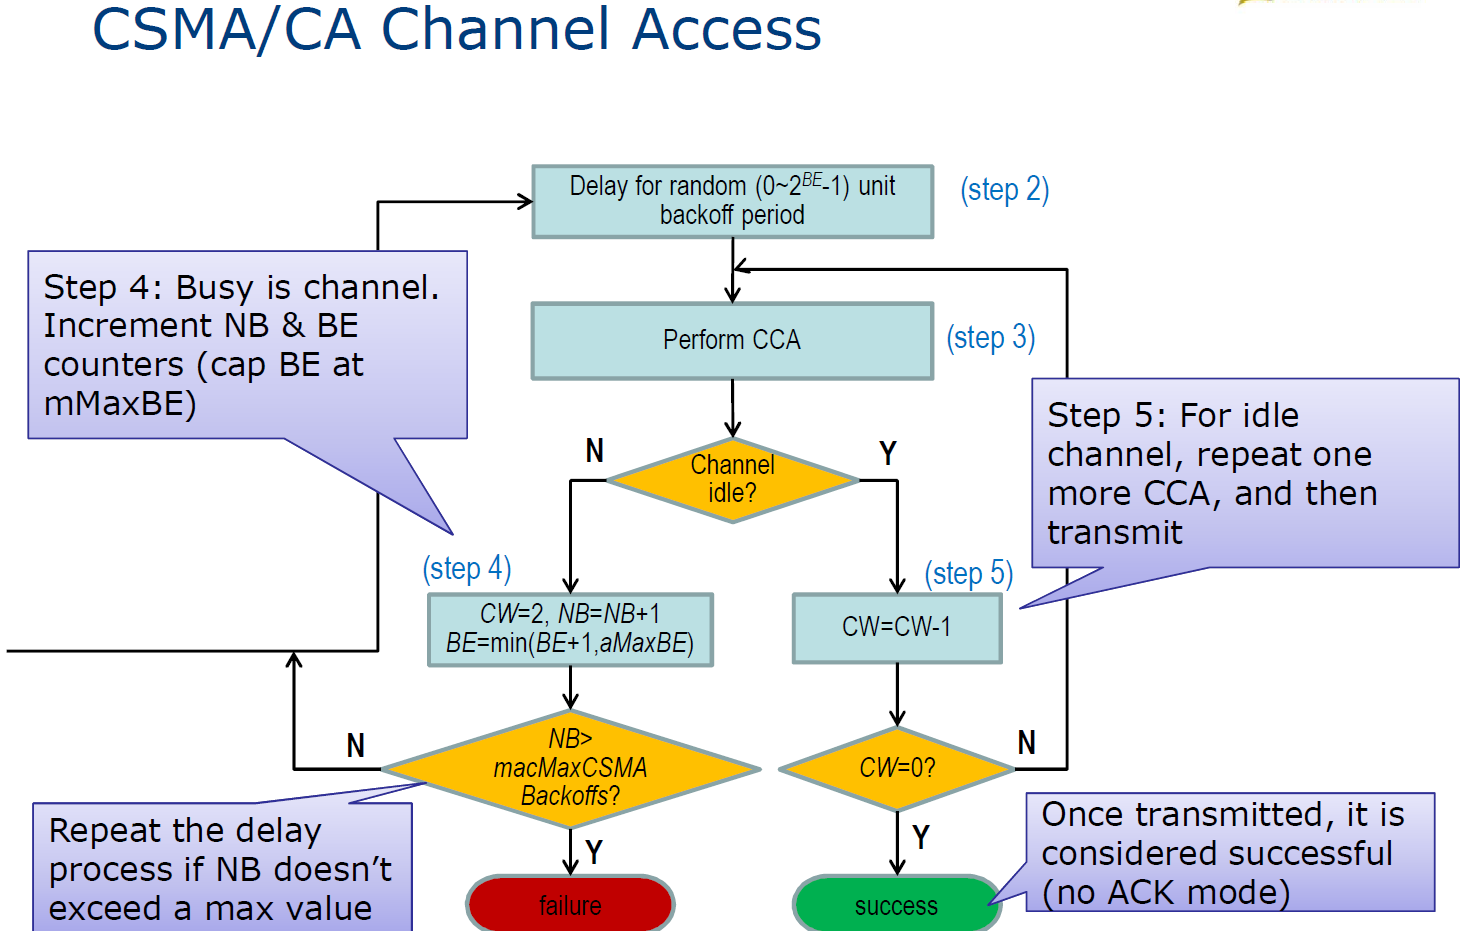 CSMA/CA Channel Access
Delay for random (0~2^BE-1) unit
backoff period
(step 2)
Step 4: Busy is channel.
Increment NB & BE
counters (cap BE at
mMaxBE)
Perform CCA
(step 3)
Step 5: For idle
channel, repeat one
more CCA, and then
transmit
N
Channel
idle?
Y
(step 4)
CW=2, NB=NB+1
BE=min(BE+1,aMaxBE)
(step 5)
CW=CW-1
N
NB>
macMaxCSMA
Backoffs?
Y
CW=0?
N
Y
Repeat the delay
process if NB doesn't
exceed a max value
failure
success
Once transmitted, it is
considered successful
(no ACK mode)